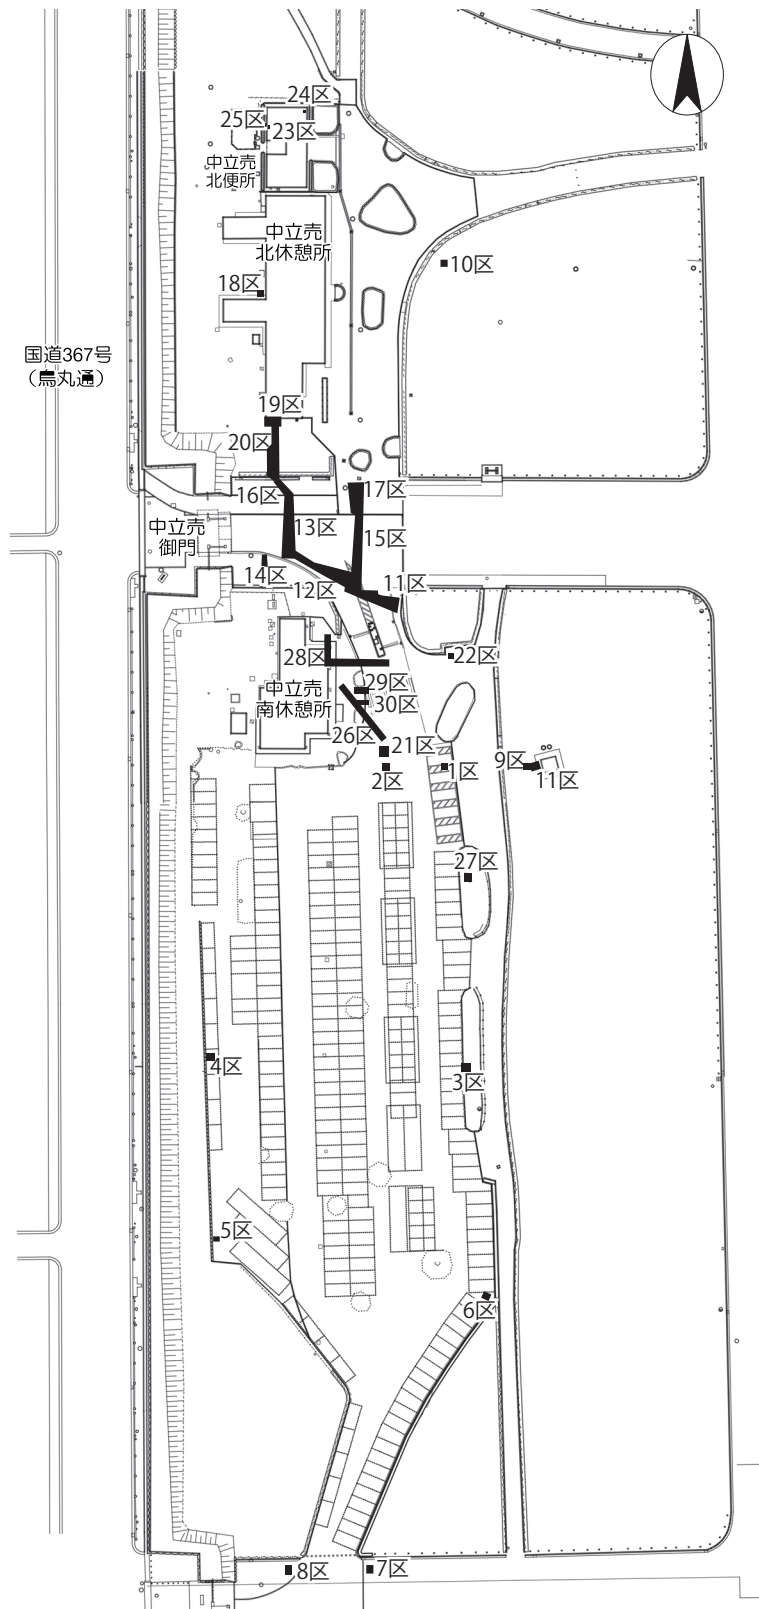 24区
25区
23区
中立売
北便所
中立売
北休憩所
10区
18区
国道367号
（烏丸通）
19区
20区
17区
16区
中立売
御門
13区
15区
14区
12区
11区
28区
22区
29区
中立売
南休憩所
30区
26区
21区
2区
1区
9区
11区
27区
4区
3区
5区
6区
8区
7区